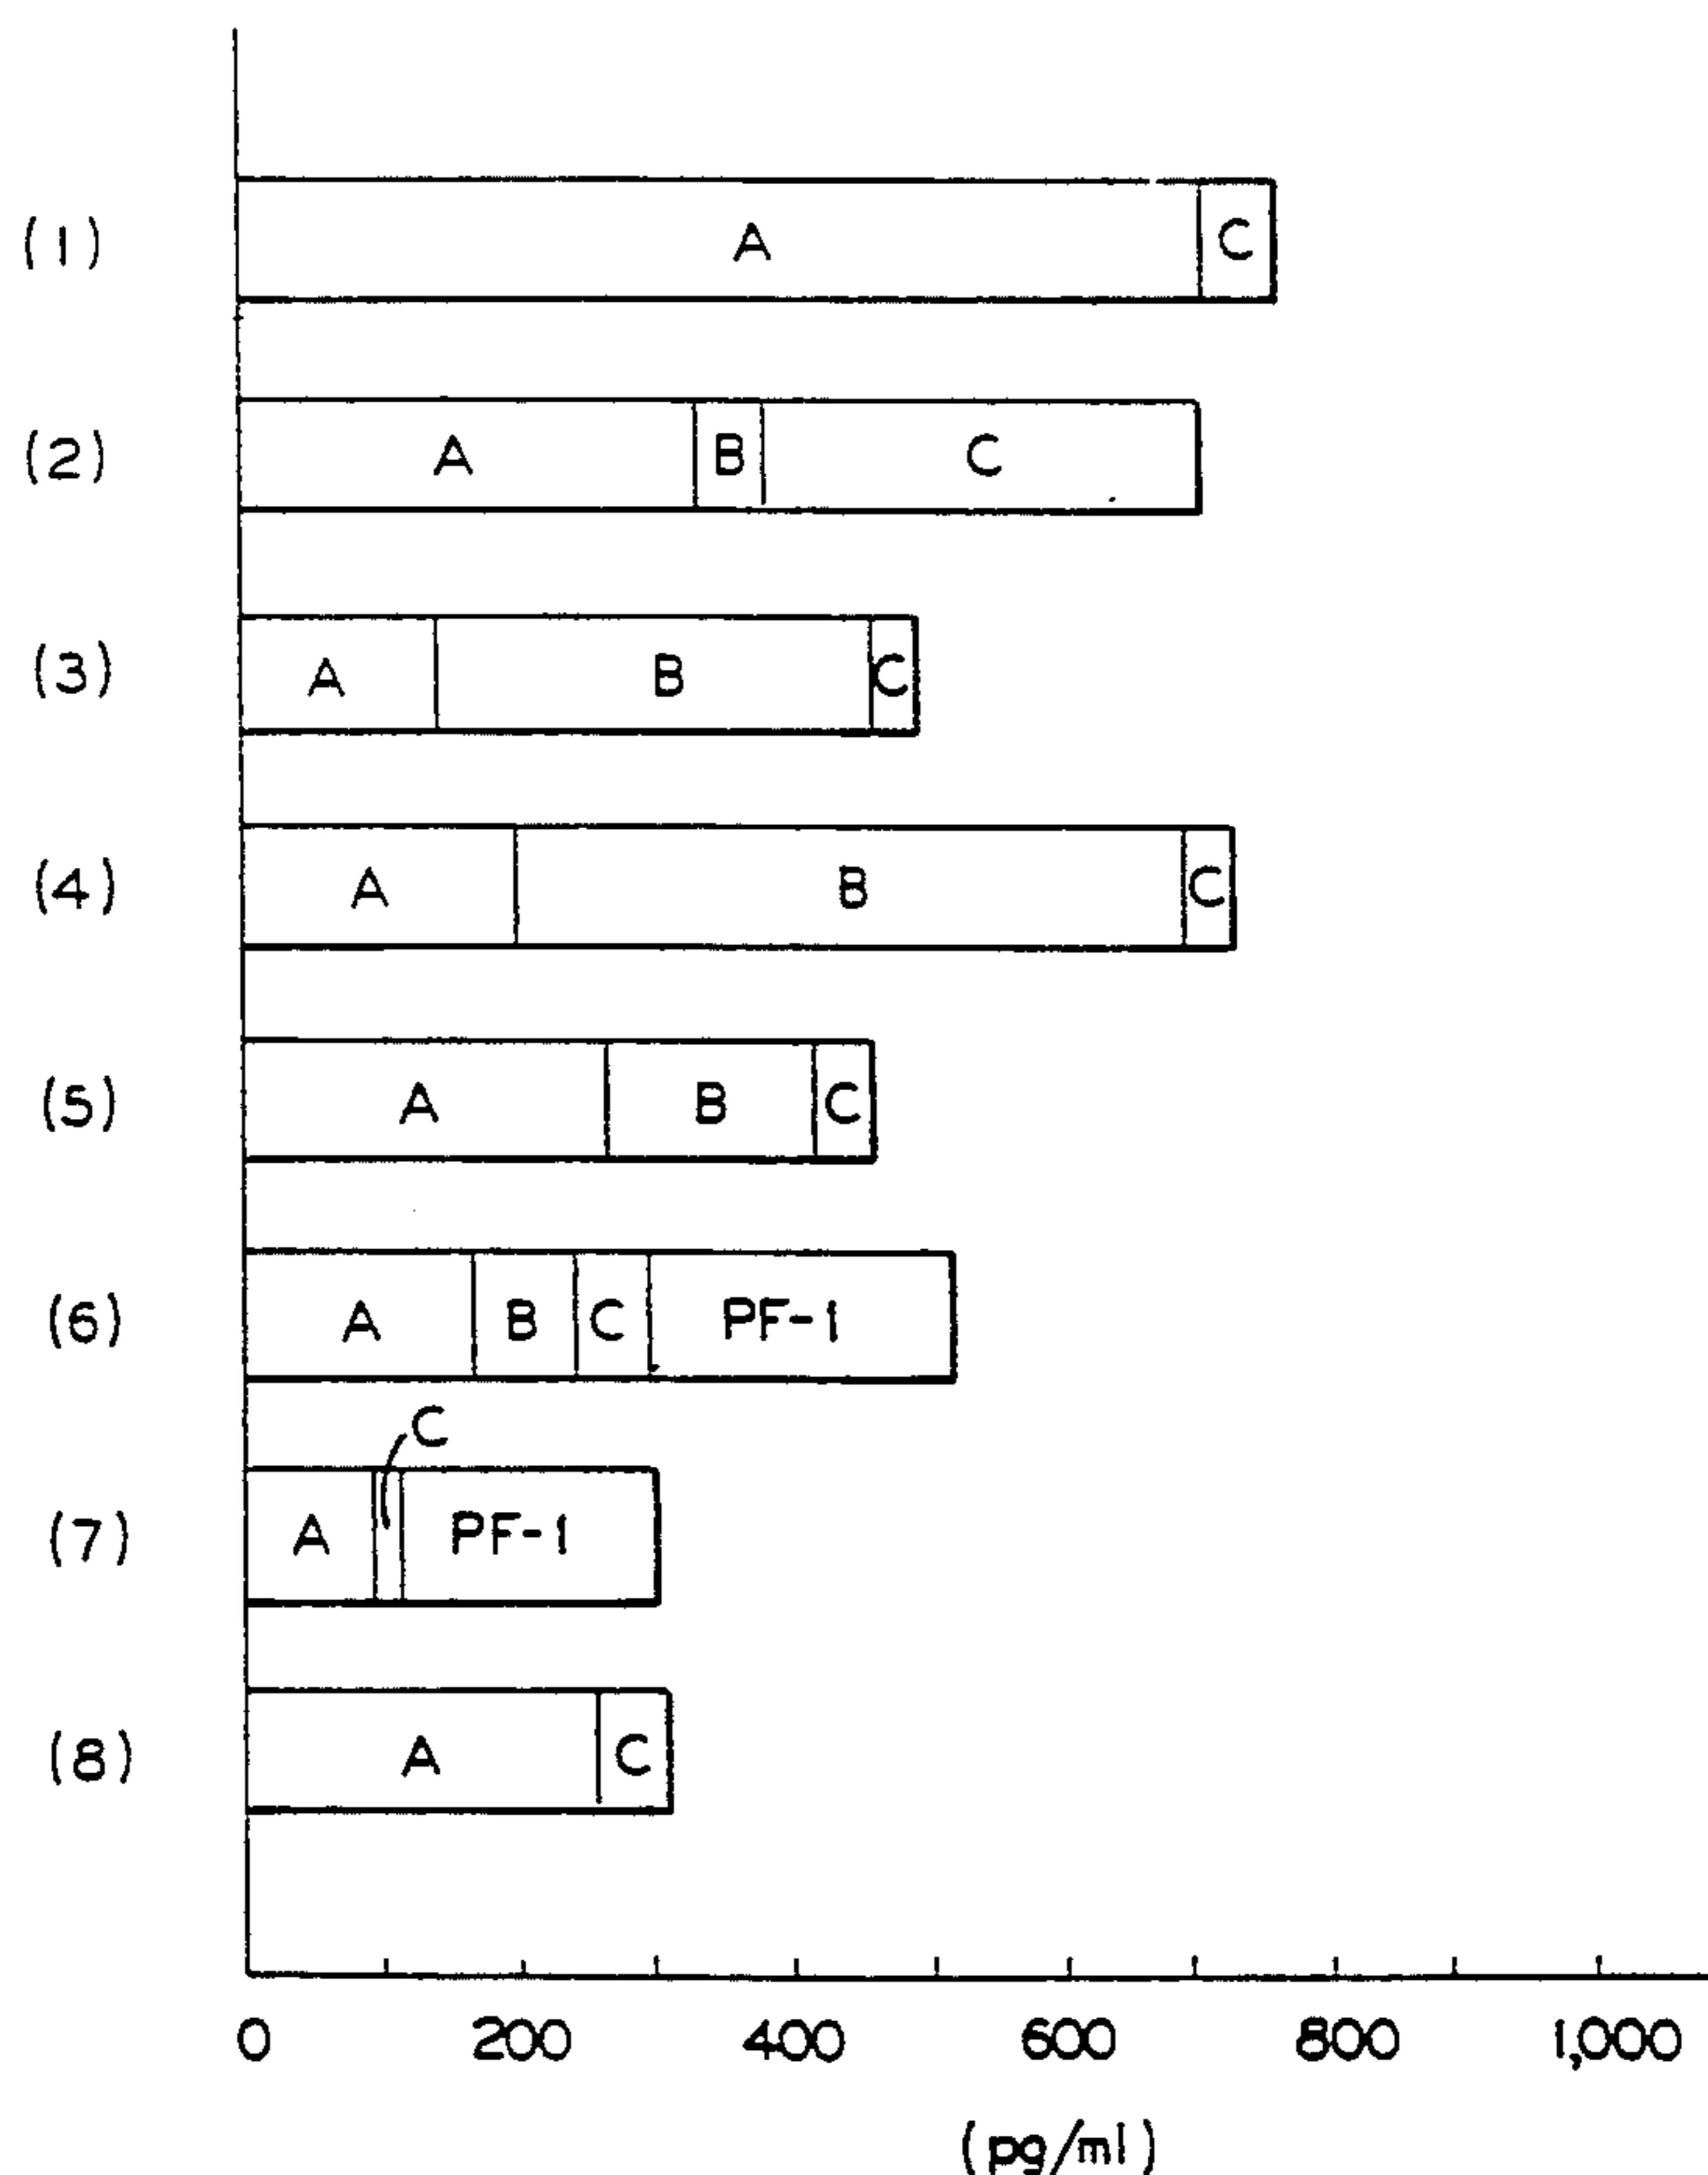 (1) A C
(2) A B C
(3) A B C
(4) A B C
(5) A B C
(6) A B C PF-1
C
(7) A PF-1
(8) A C
0 200 400 600 800 1,000
(pg/ml)